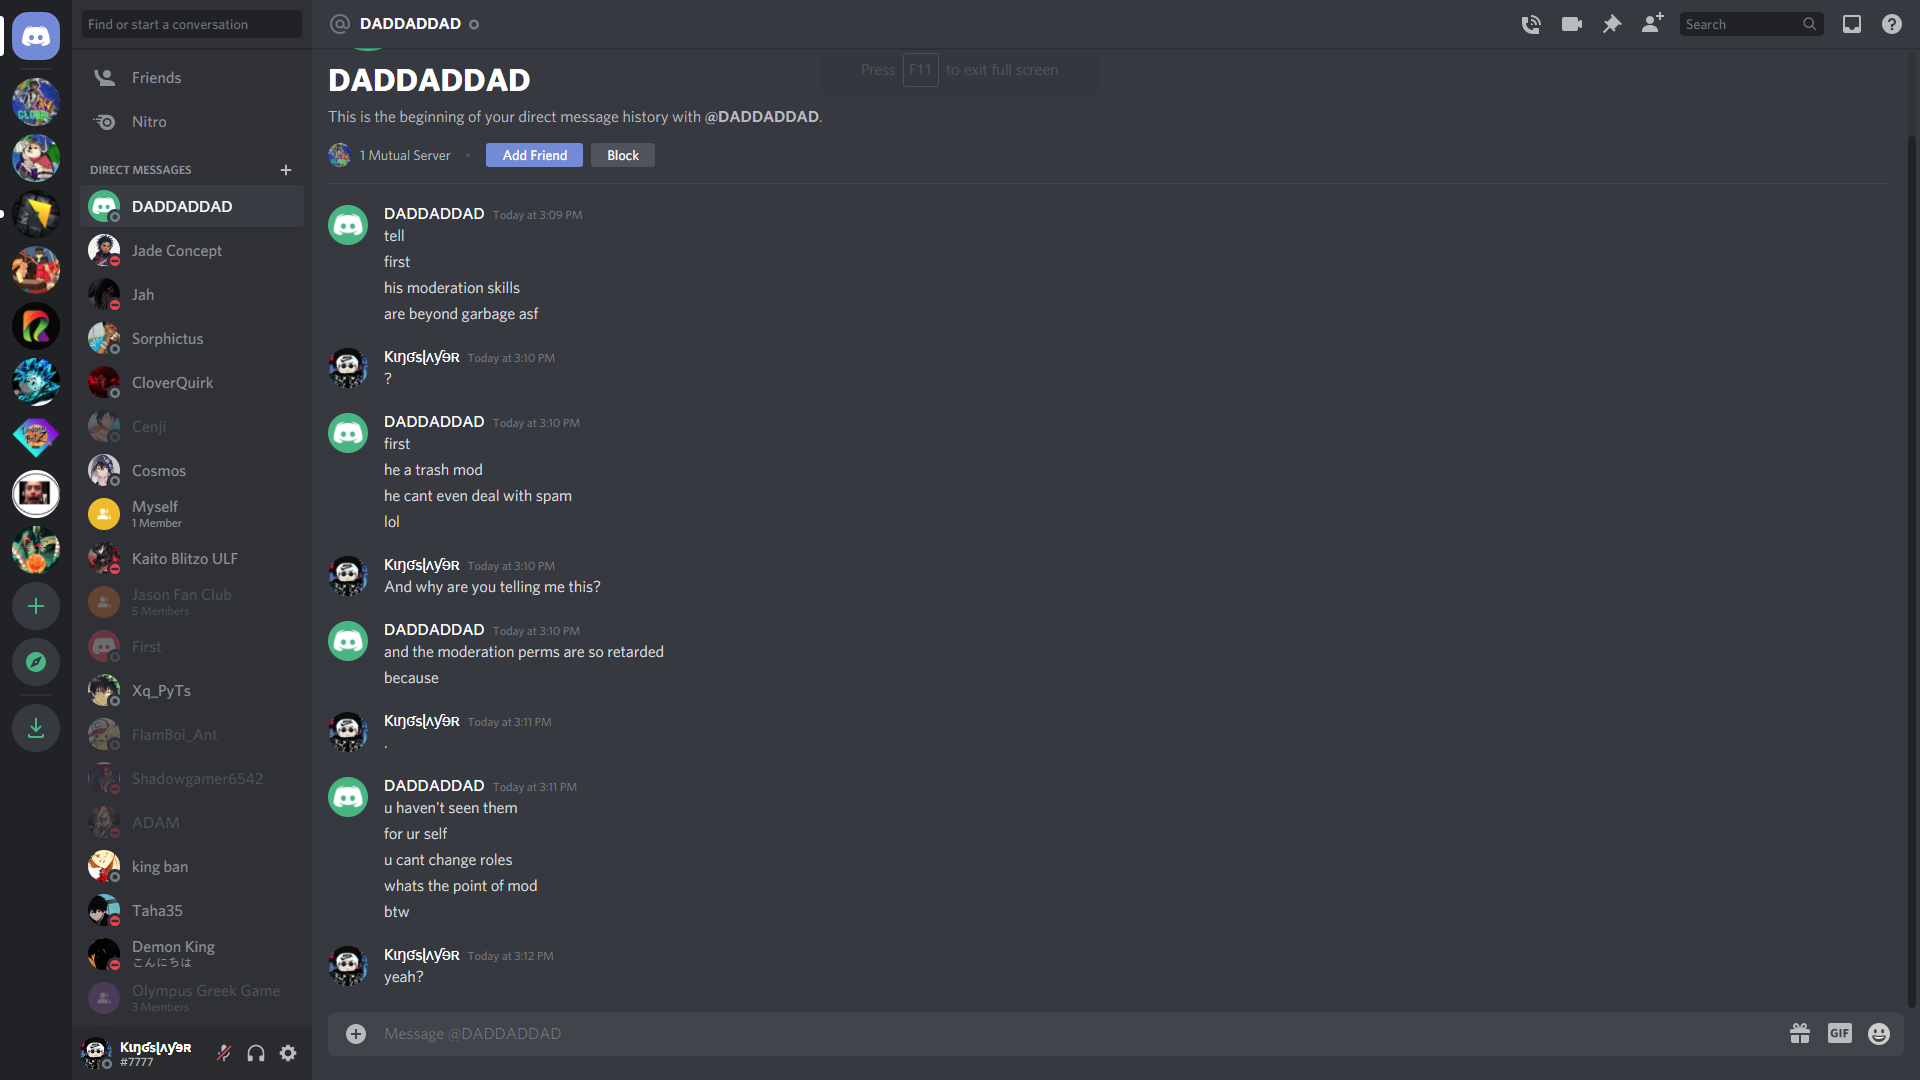 Find or start a conversation
Friends
Nitro
DIRECT MESSAGES
DADDADDAD
Jade Concept
Jah
Sorphictus
CloverQuirk
Cenji
Cosmos
Myself
1 Member
Kaito Blitzo ULF
Jason Fan Club
5 Members
First
Xq_PyTs
FlamBoi_Ant
Shadowgamer6542
ADAM
king ban
Taha35
Demon King
こんにちは
Olympus Greek Game
3 Members
#7777
@ DADDADDAD
Search
Press F11 to exit full screen
DADDADDAD
This is the beginning of your direct message history with @DADDADDAD.
1 Mutual Server • Add Friend Block
DADDADDAD Today at 3:09 PM
tell
first
his moderation skills
are beyond garbage asf
Today at 3:10 PM
?
DADDADDAD Today at 3:10 PM
first
he a trash mod
he cant even deal with spam
lol
Today at 3:10 PM
And why are you telling me this?
DADDADDAD Today at 3:10 PM
and the moderation perms are so retarded
because
Today at 3:11 PM
.
DADDADDAD Today at 3:11 PM
u haven't seen them
for ur self
u cant change roles
whats the point of mod
btw
Today at 3:12 PM
yeah?
Message @DADDADDAD
GIF